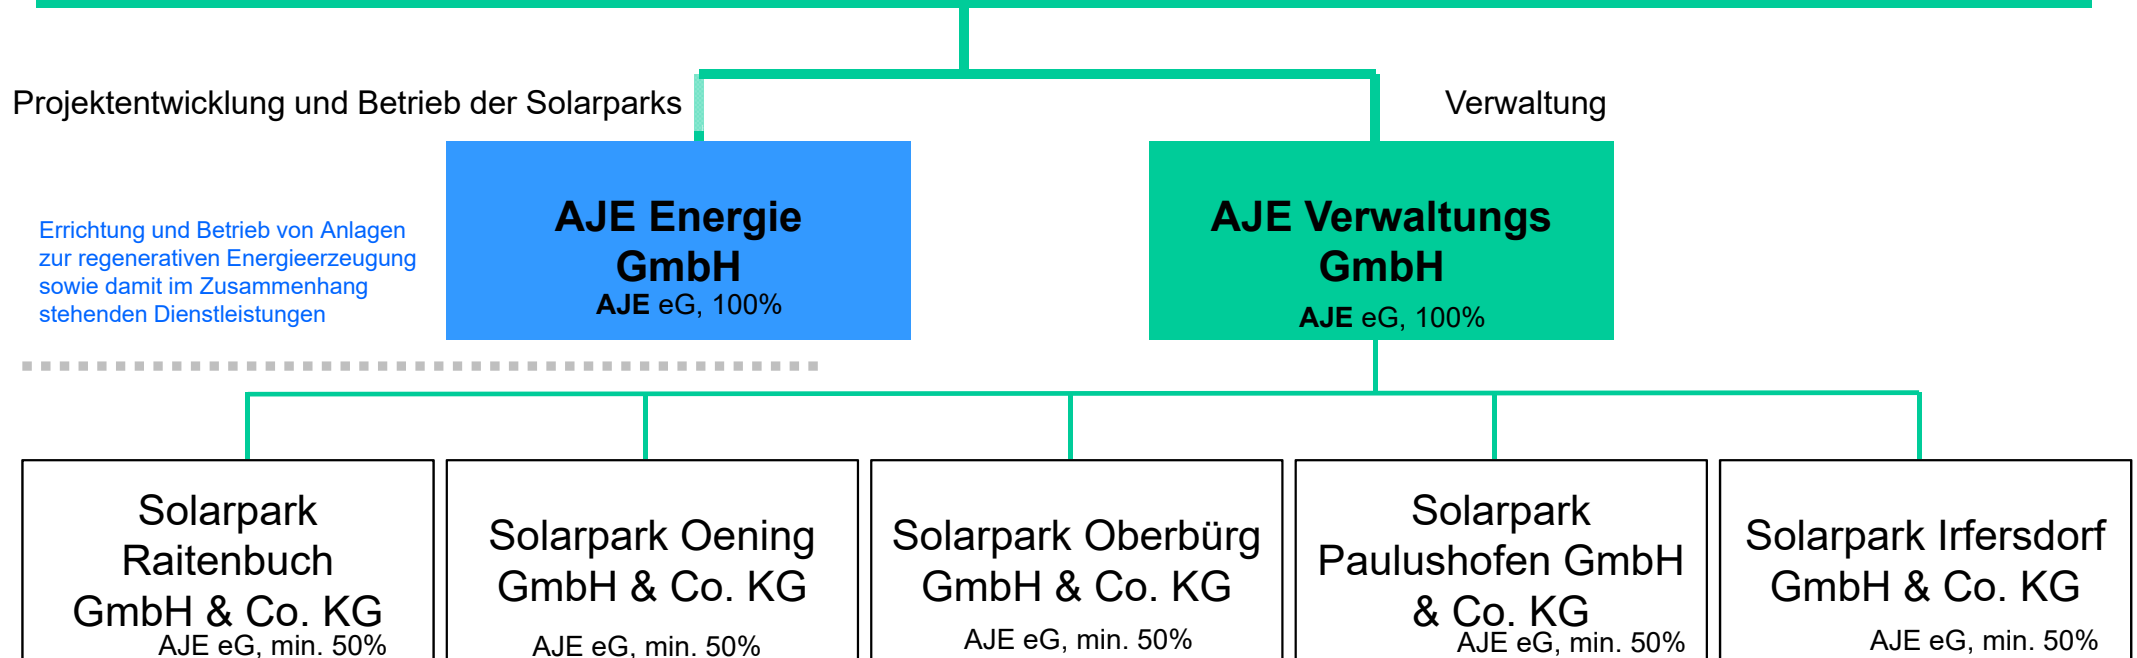 Projektentwicklung und Betrieb der Solarparks
Verwaltung
Errichtung und Betrieb von Anlagen
zur regenerativen Energieerzeugung
sowie damit im Zusammenhang
stehenden Dienstleistungen
AJE Energie
GmbH
AJE eG, 100%
AJE Verwaltungs
GmbH
AJE eG, 100%
Solarpark
Raitenbuch
GmbH & Co. KG
AJE eG, min. 50%
Solarpark Oening
GmbH & Co. KG
AJE eG, min. 50%
Solarpark Oberbürg
GmbH & Co. KG
AJE eG, min. 50%
Solarpark
Paulushofen GmbH
& Co. KG
AJE eG, min. 50%
Solarpark Irfersdorf
GmbH & Co. KG
AJE eG, min. 50%